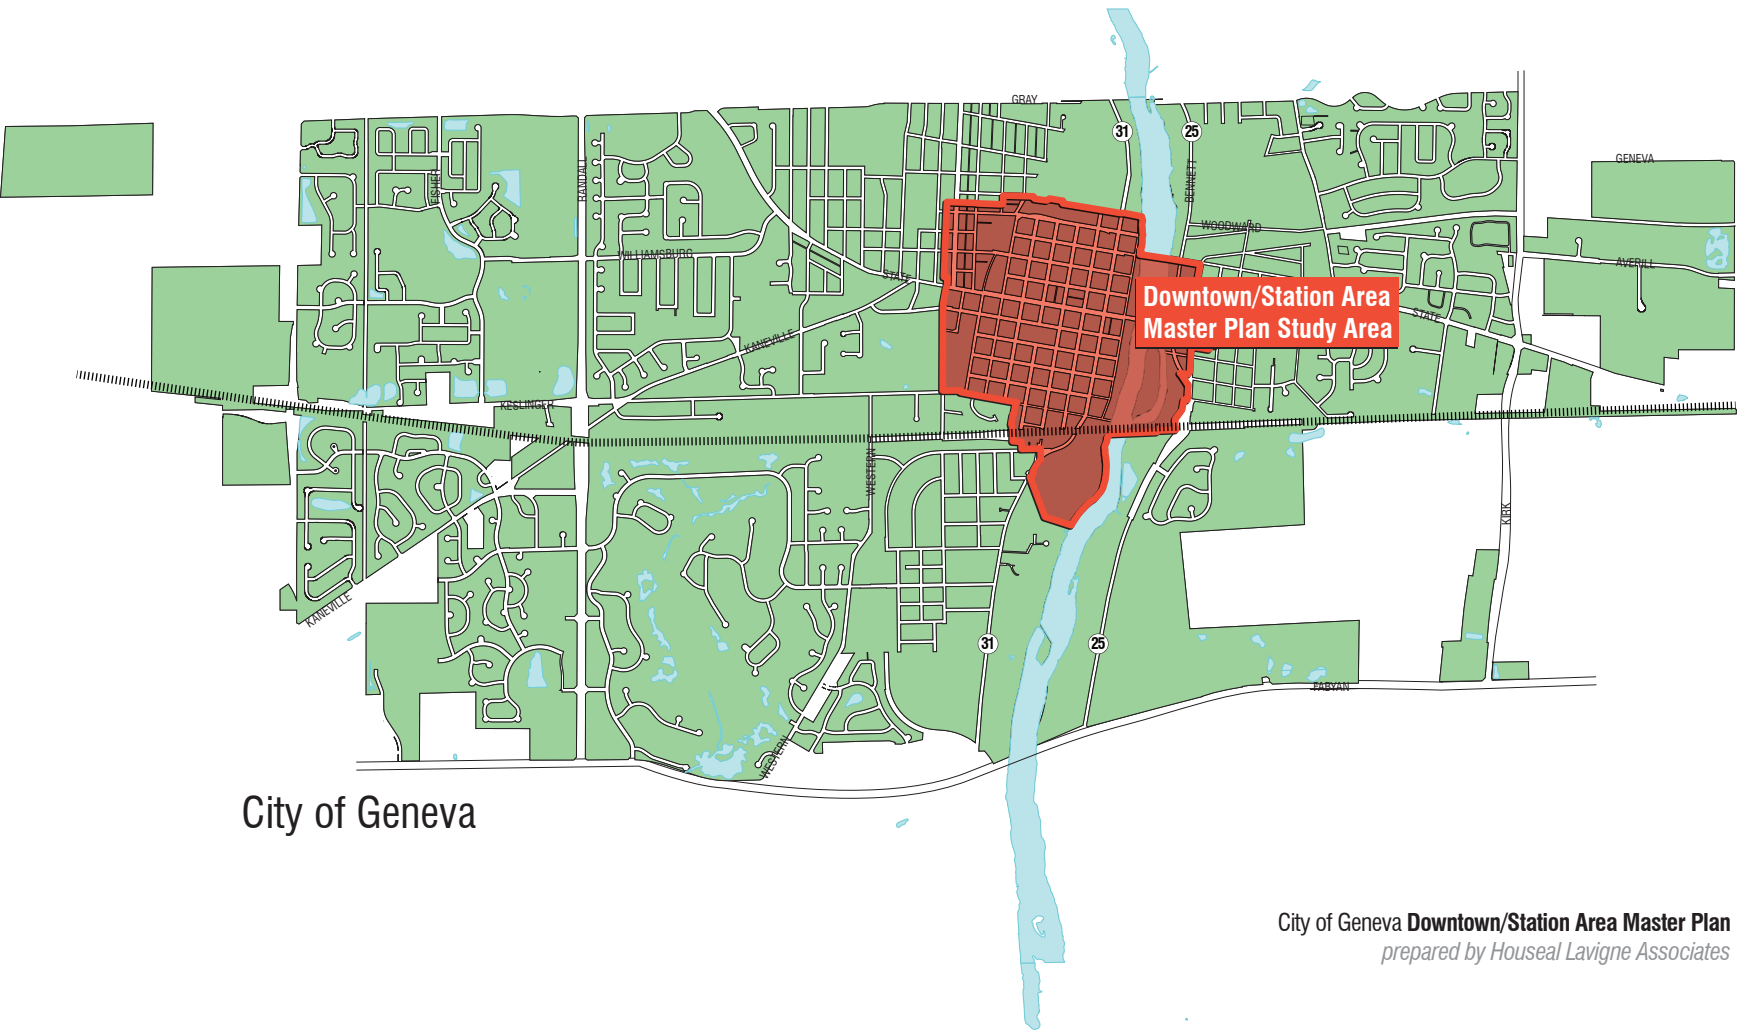 GRAY
31
25
GENEVA
FISHER
RANDALL
BENNETT
WOODWARD
WILLIAMSBURG
AVERILL
STATE
Downtown/Station Area
Master Plan Study Area
STATE
KANEVILLE
KESLINGER
WESTERN
KIRK
KANEVILLE
31
25
FABYAN
WESTERN
City of Geneva
City of Geneva Downtown/Station Area Master Plan
prepared by Houseal Lavigne Associates